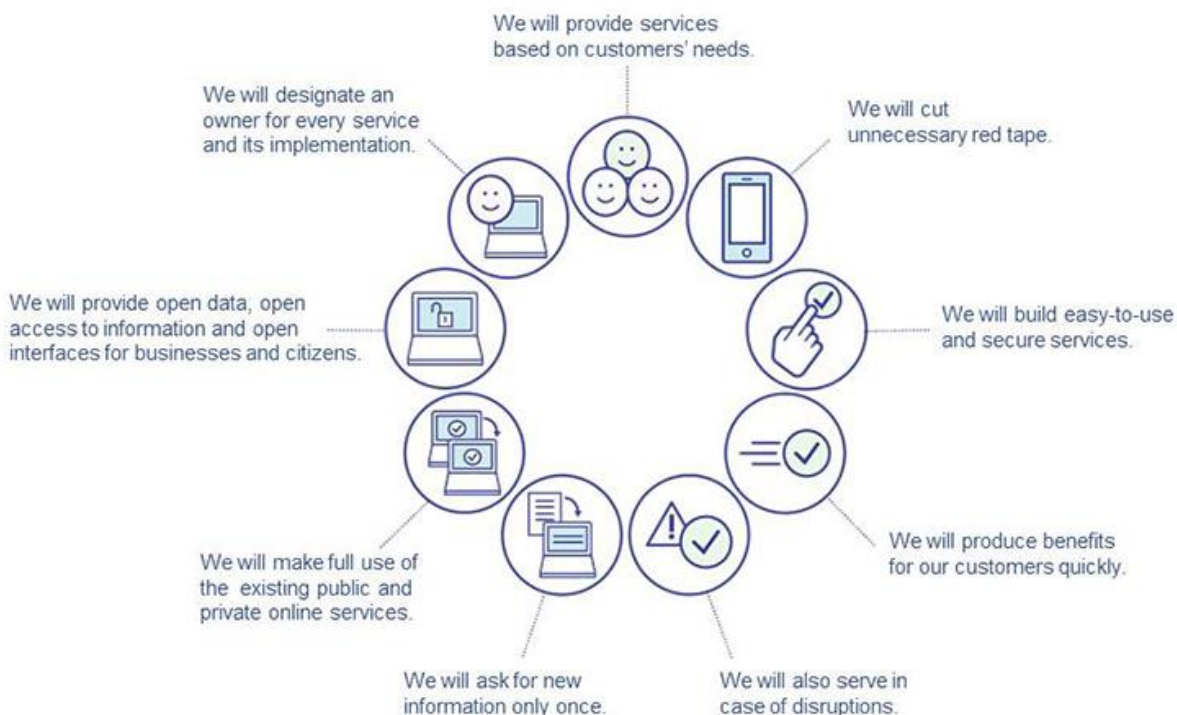 We will provide services
based on customers' needs.
We will cut
unnecessary red tape.
We will build easy-to-use
and secure services.
We will produce benefits
for our customers quickly.
We will also serve in
case of disruptions.
We will ask for new
information only once.
We will make full use of
the existing public and
private online services.
We will provide open data, open
access to information and open
interfaces for businesses and citizens.
We will designate an
owner for every service
and its implementation.